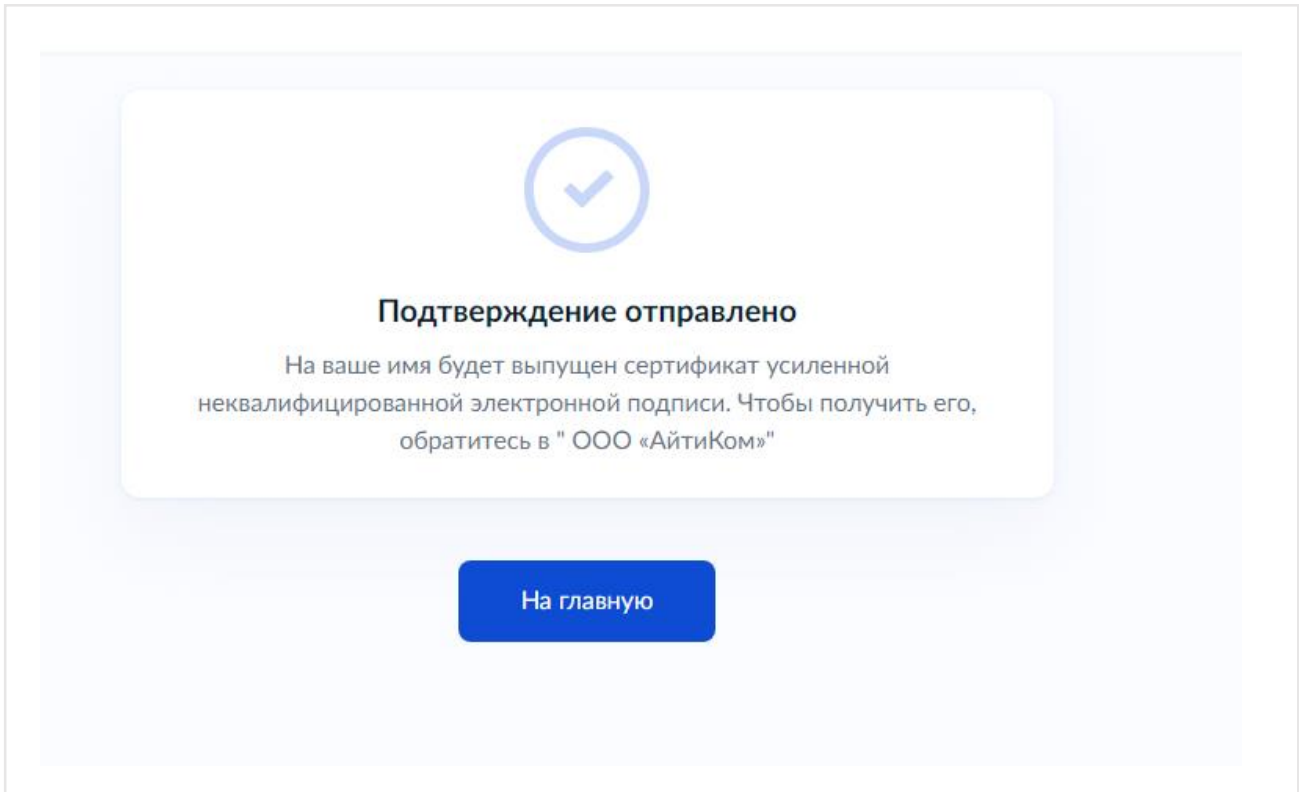 Подтверждение отправлено
На ваше имя будет выпущен сертификат усиленной
неквалифицированной электронной подписи. Чтобы получить его,
обратитесь в " ООО «АйтиКом»"
На главную